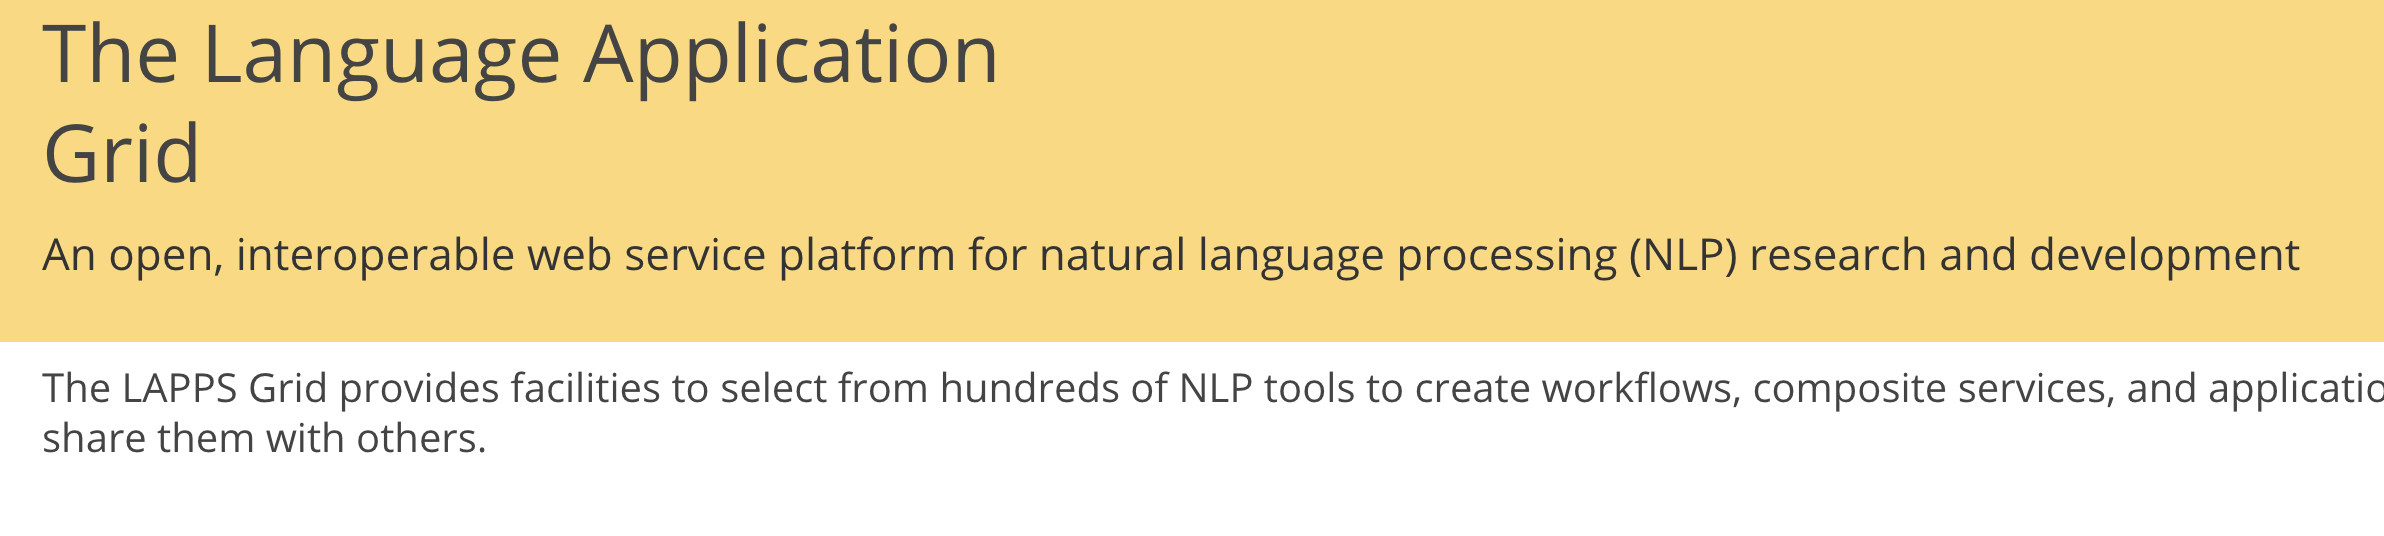 The Language Application
Grid
An open, interoperable web service platform for natural language processing (NLP) research and development
The LAPPS Grid provides facilities to select from hundreds of NLP tools to create workflows, composite services, and
share them with others.